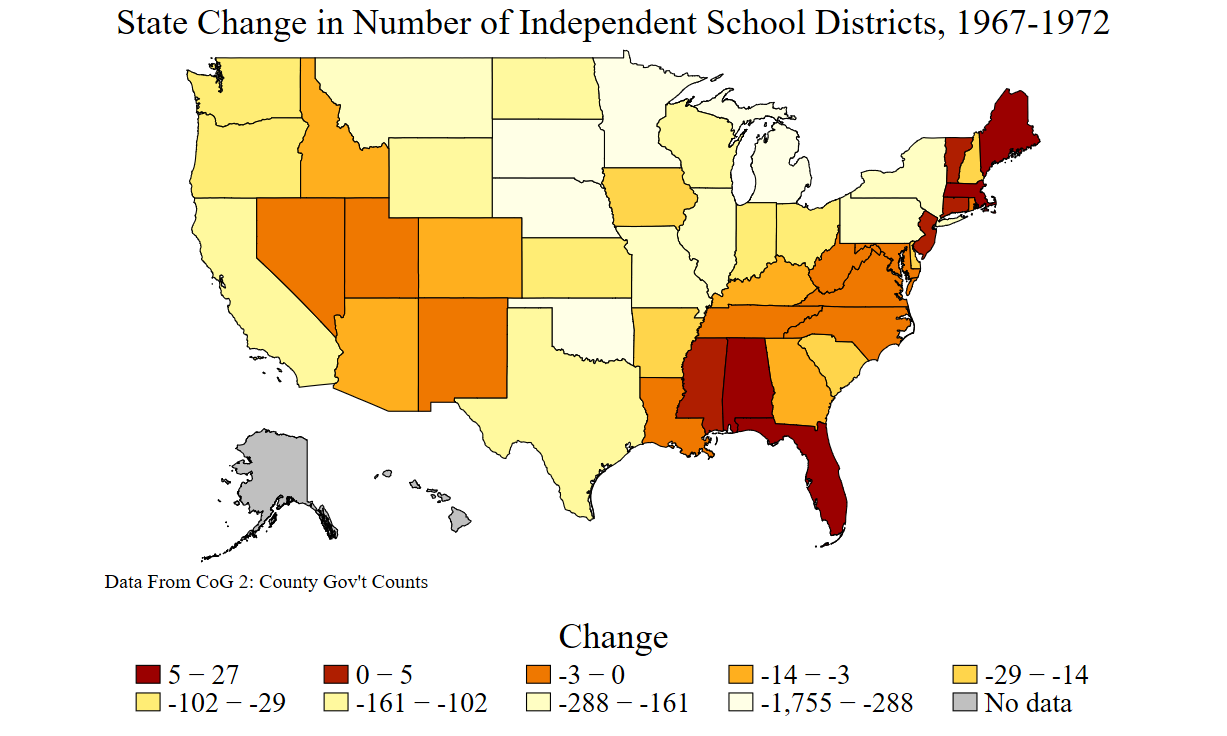 State Change in Number of Independent School Districts, 1967-1972
Data From CoG 2: County Gov't Counts
Change
5 − 27
0 − 5
-3 − 0
-14 − -3
-29 − -14
-102 − -29
-161 − -102
-288 − -161
-1,755 − -288
No data